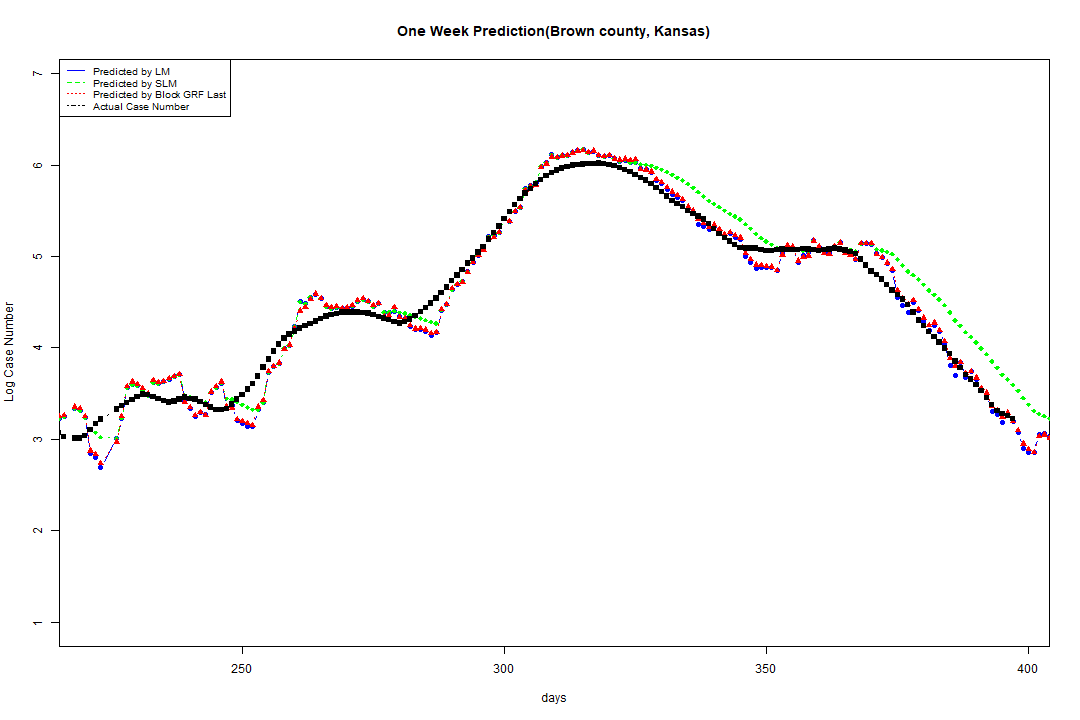 One Week Prediction(Brown county, Kansas)
Predicted by LM
Predicted by SLM
Predicted by Block GRF Last
Actual Case Number
7
6
5
4
3
2
1
Log Case Number
250 300 350 400
days